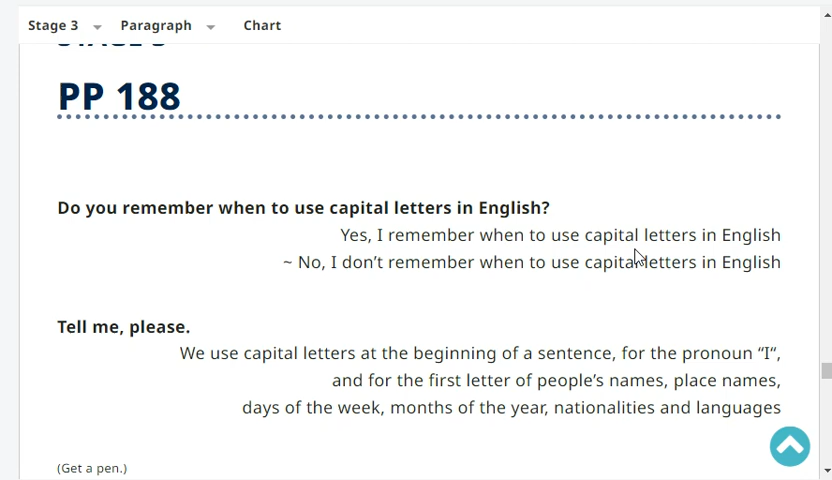 Stage 3 Paragraph Chart
PP 188
Do you remember when to use capital letters in English?
Yes, I remember when to use capital letters in English
~ No, I don’t remember when to use capital letters in English
Tell me, please.
We use capital letters at the beginning of a sentence, for the pronoun “I“,
and for the first letter of people’s names, place names,
days of the week, months of the year, nationalities and languages
(Get a pen.)